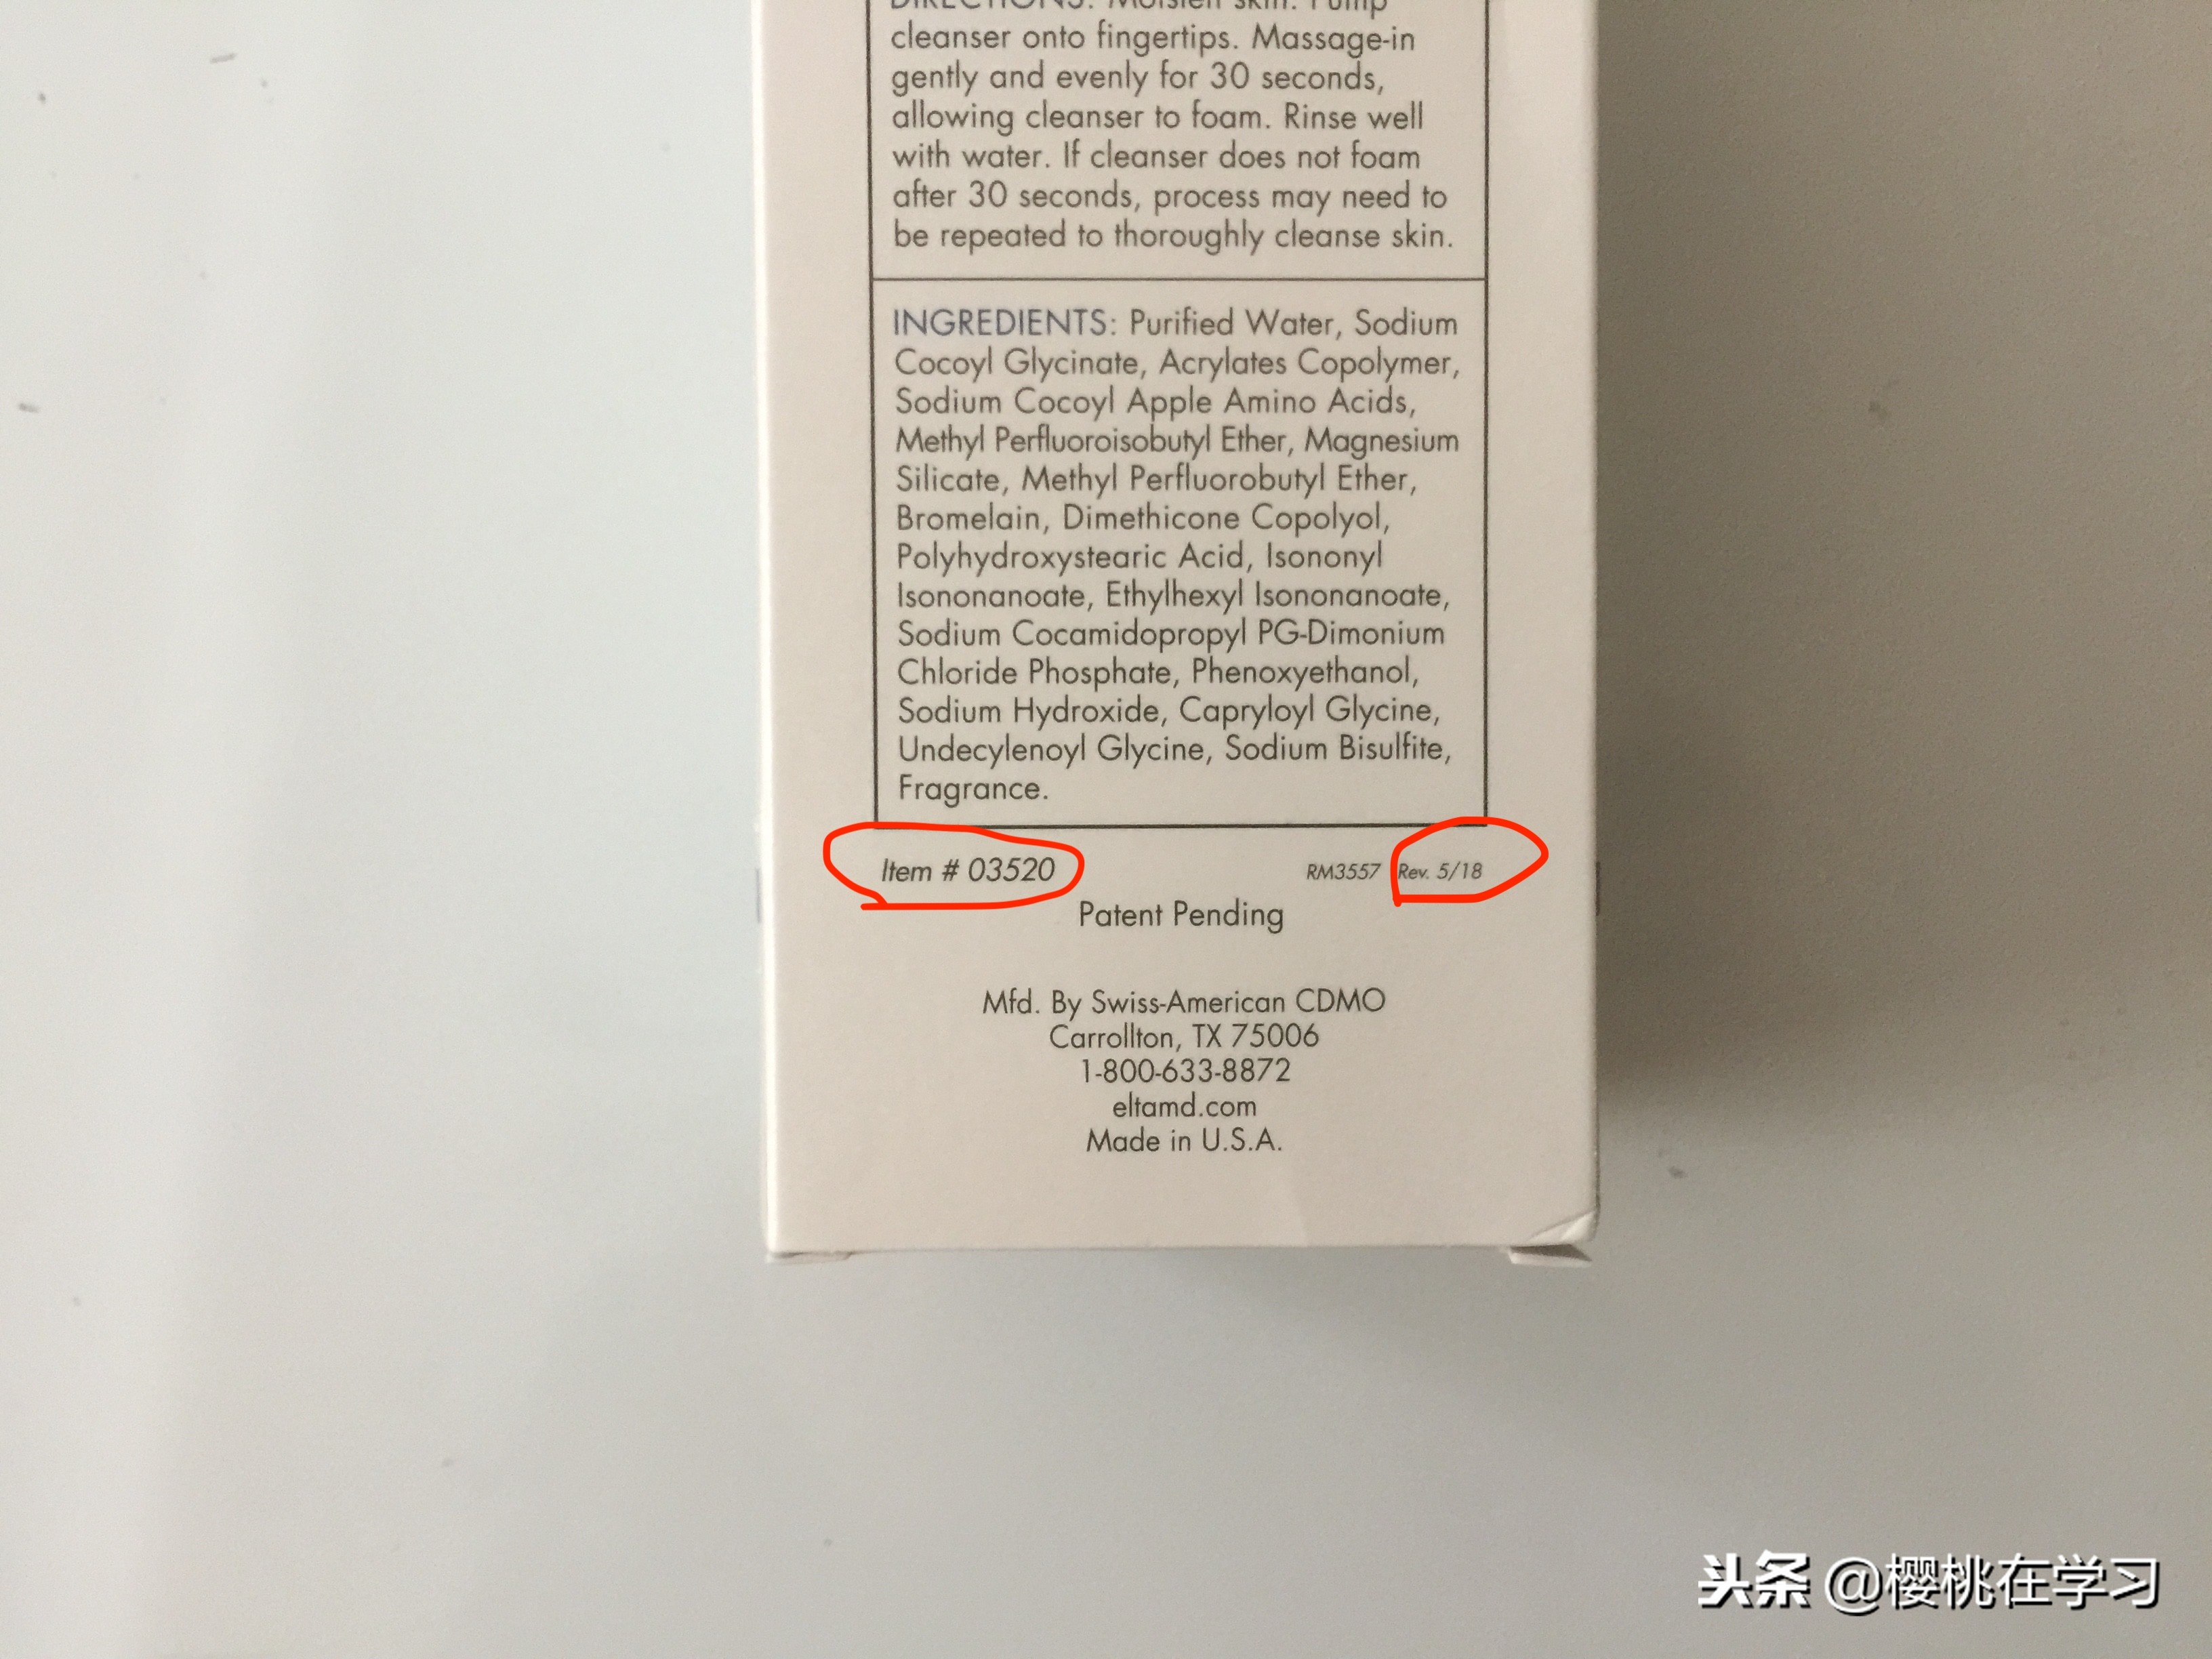 DIRECTIONS: Moisten skin. Pump
cleanser onto fingertips. Massage-in
gently and evenly for 30 seconds,
allowing cleanser to foam. Rinse well
with water. If cleanser does not foam
after 30 seconds, process may need to
be repeated to thoroughly cleanse skin.
INGREDIENTS: Purified Water, Sodium
Cocoyl Glycinate, Acrylates Copolymer,
Sodium Cocoyl Apple Amino Acids,
Methyl Perfluoroisobutyl Ether, Magnesium
Silicate, Methyl Perfluorobutyl Ether,
Bromelain, Dimethicone Copolyol,
Polyhydroxystearic Acid, Isononyl
Isononanoate, Ethylhexyl Isononanoate,
Sodium Cocamidopropyl PG-Dimonium
Chloride Phosphate, Phenoxyethanol,
Sodium Hydroxide, Capryloyl Glycine,
Undecylenoyl Glycine, Sodium Bisulfite,
Fragrance.
Item # 03520 RM3557 Rev. 5/18
Patent Pending
Mfd. By Swiss-American CDMO
Carrollton, TX 75006
1-800-633-8872
eltamd.com
Made in U.S.A.
头条 @樱桃在学习